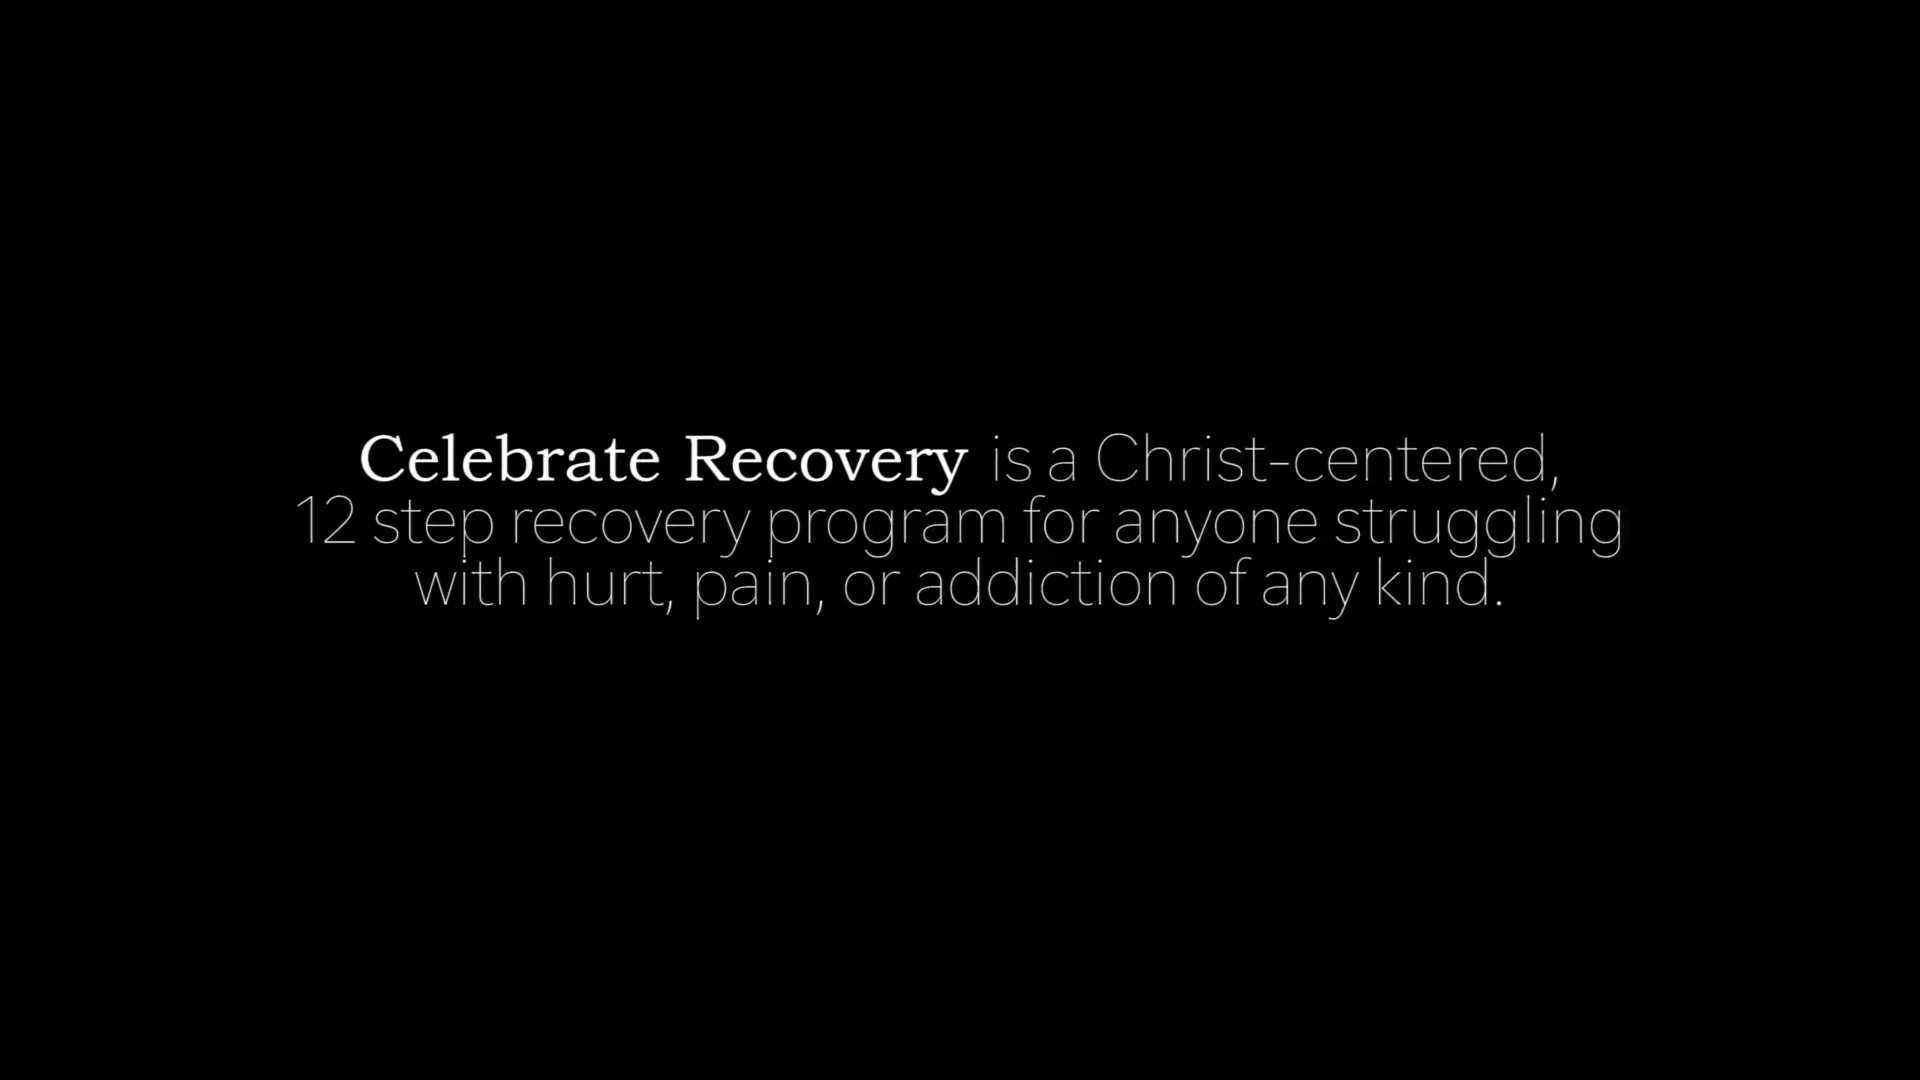 Celebrate Recovery is a Christ-centered,
12 step recovery program for anyone struggling
with hurt, pain, or addiction of any kind.